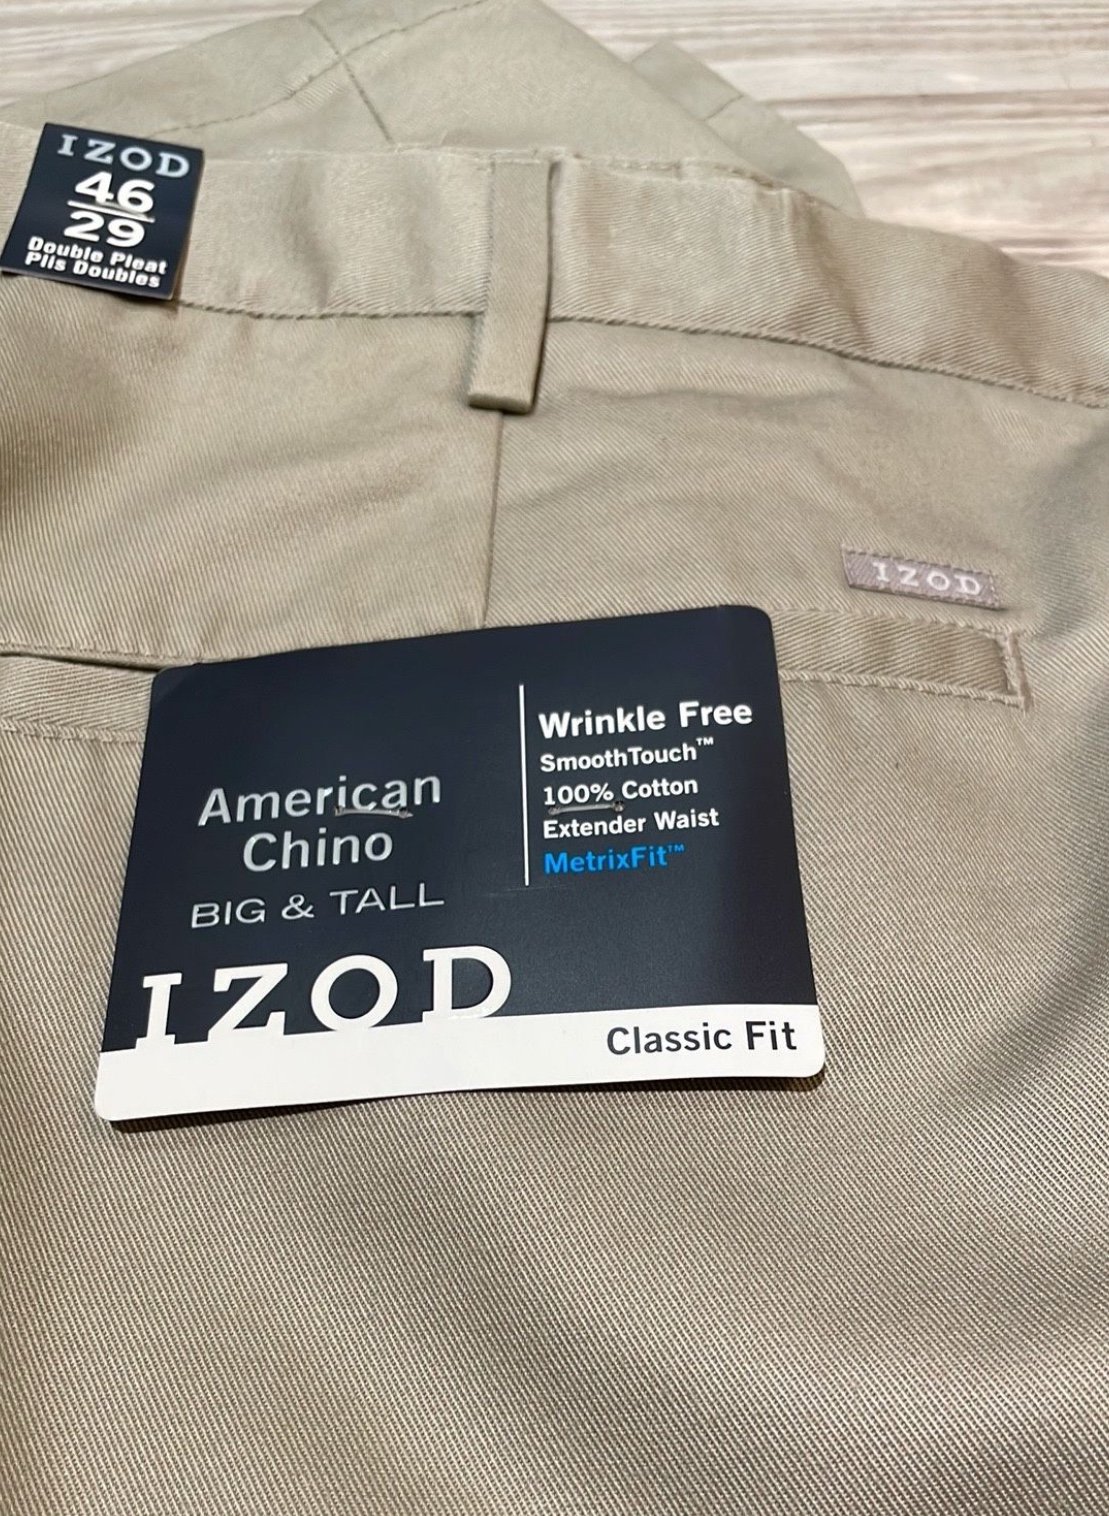 IZOD
46
29
Double Pleat
Plis Doubles
IZOD
American
Chino
BIG & TALL
IZOD
Wrinkle Free
SmoothTouch™
100% Cotton
Extender Waist
MetrixFit™
Classic Fit